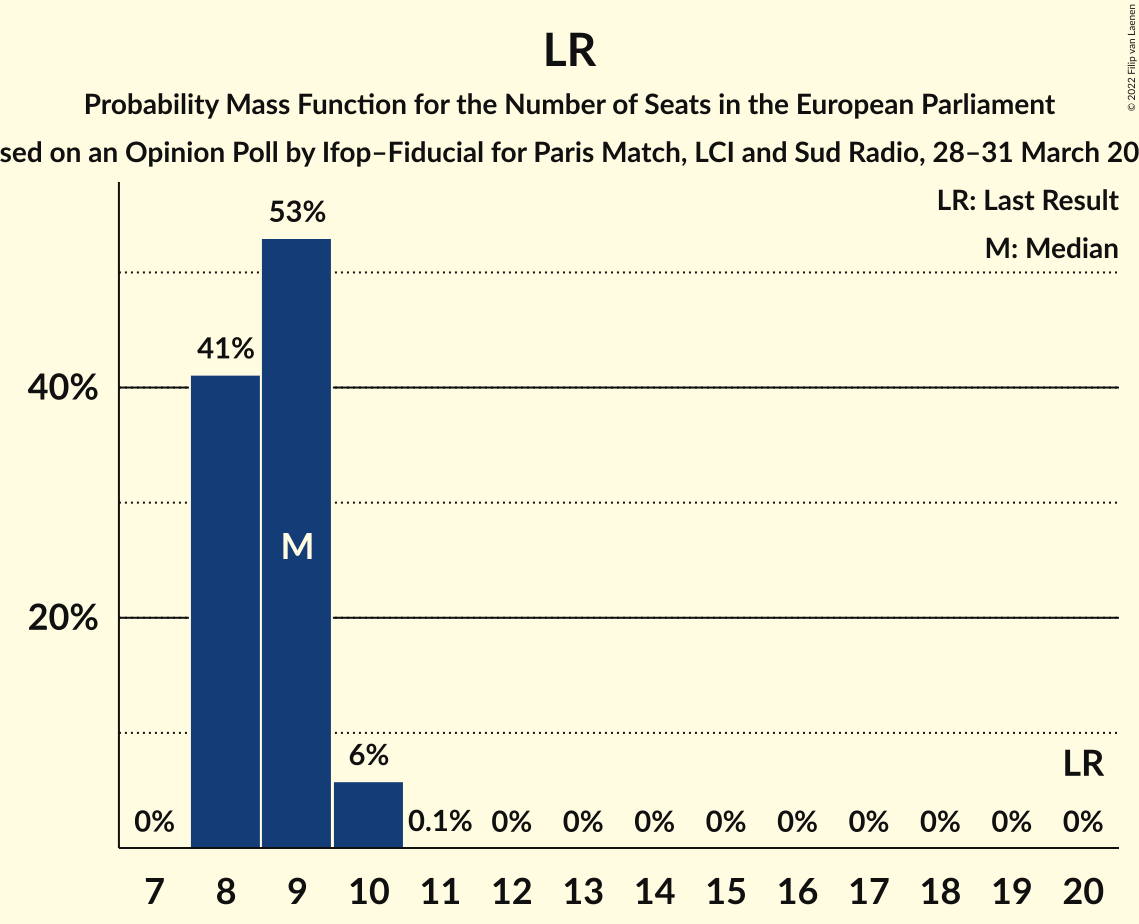 LR
© 2022 Filip van Laenen
Probability Mass Function for the Number of Seats in the European Parliament
sed on an Opinion Poll by Ifop–Fiducial for Paris Match, LCI and Sud Radio, 28–31 March 20
LR: Last Result
M: Median
53%
41%
40%
M
20%
6%
LR
0% 0.1% 0% 0% 0% 0% 0% 0% 0% 0% 0%
7 8 9 10 11 12 13 14 15 16 17 18 19 20